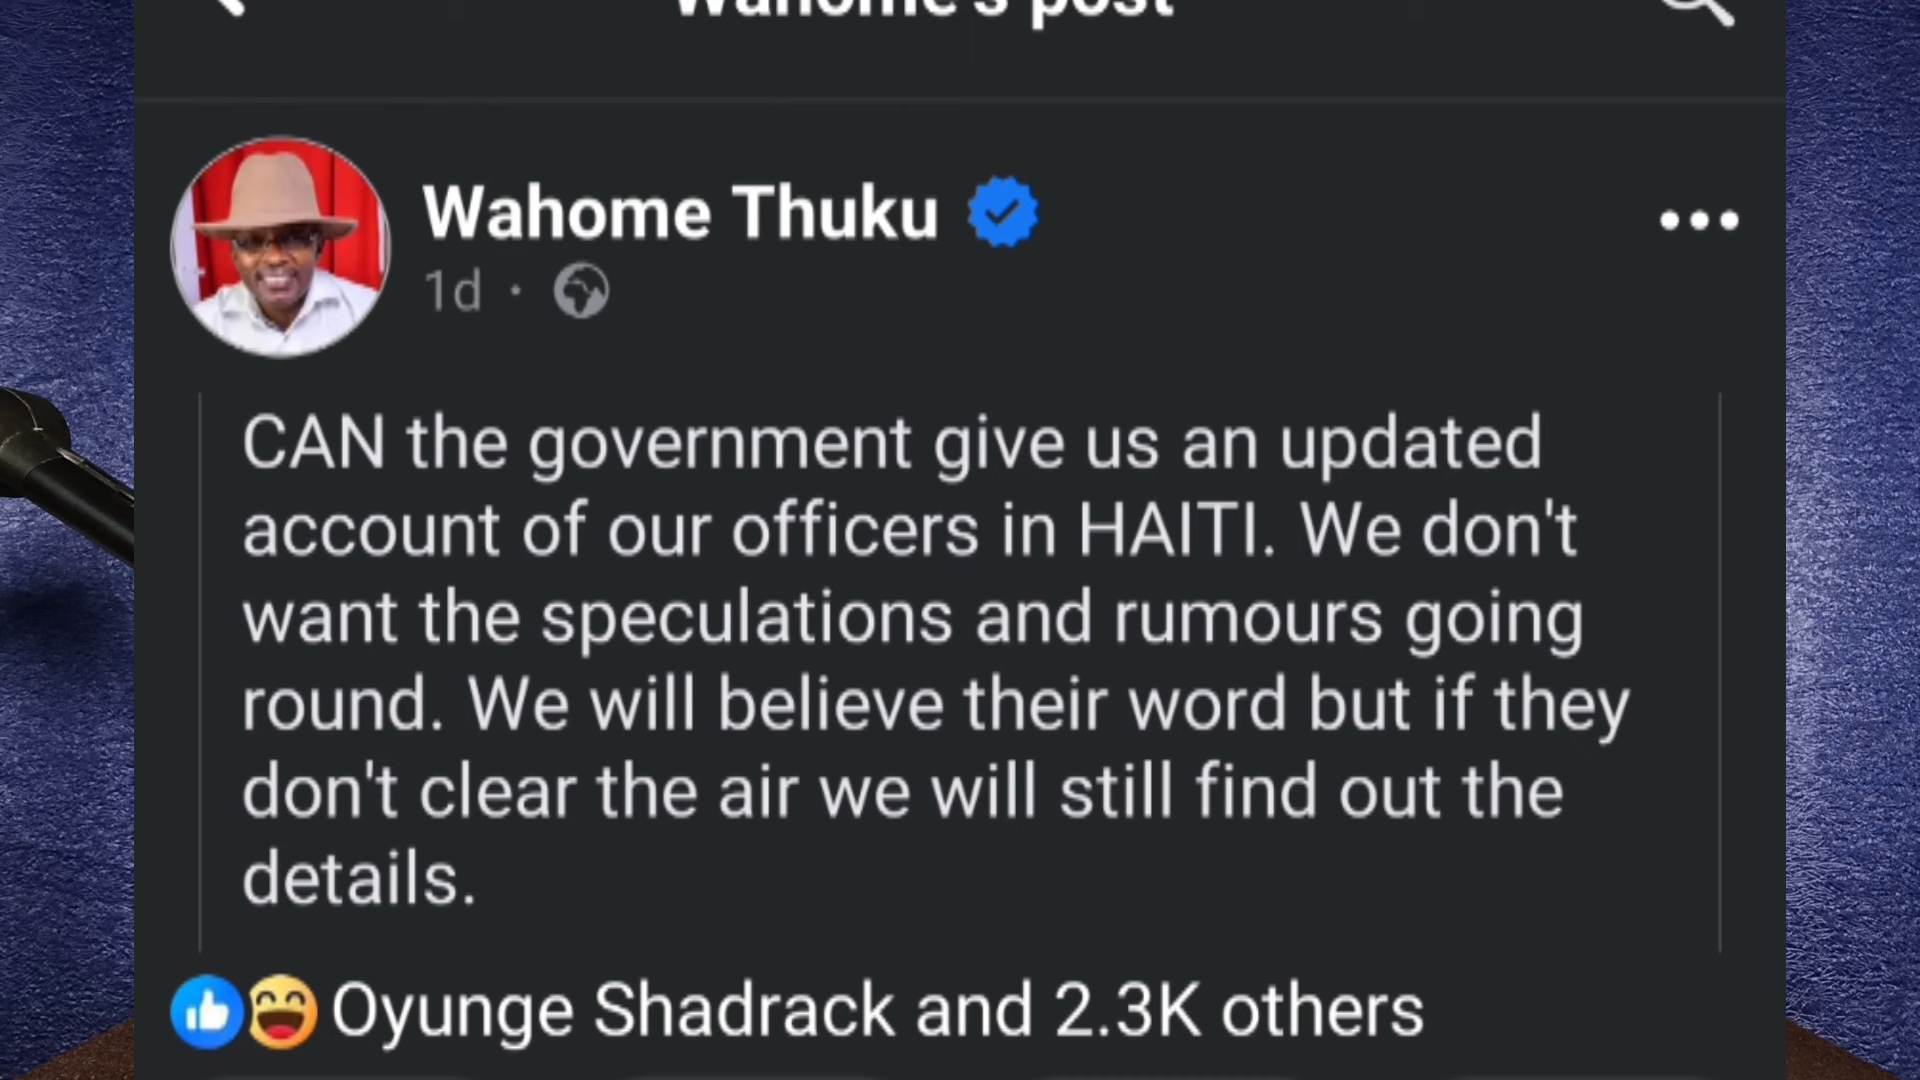 Wahome's post
Wahome Thuku
1d ·
CAN the government give us an updated
account of our officers in HAITI. We don't
want the speculations and rumours going
round. We will believe their word but if they
don't clear the air we will still find out the
details.
Oyunge Shadrack and 2.3K others